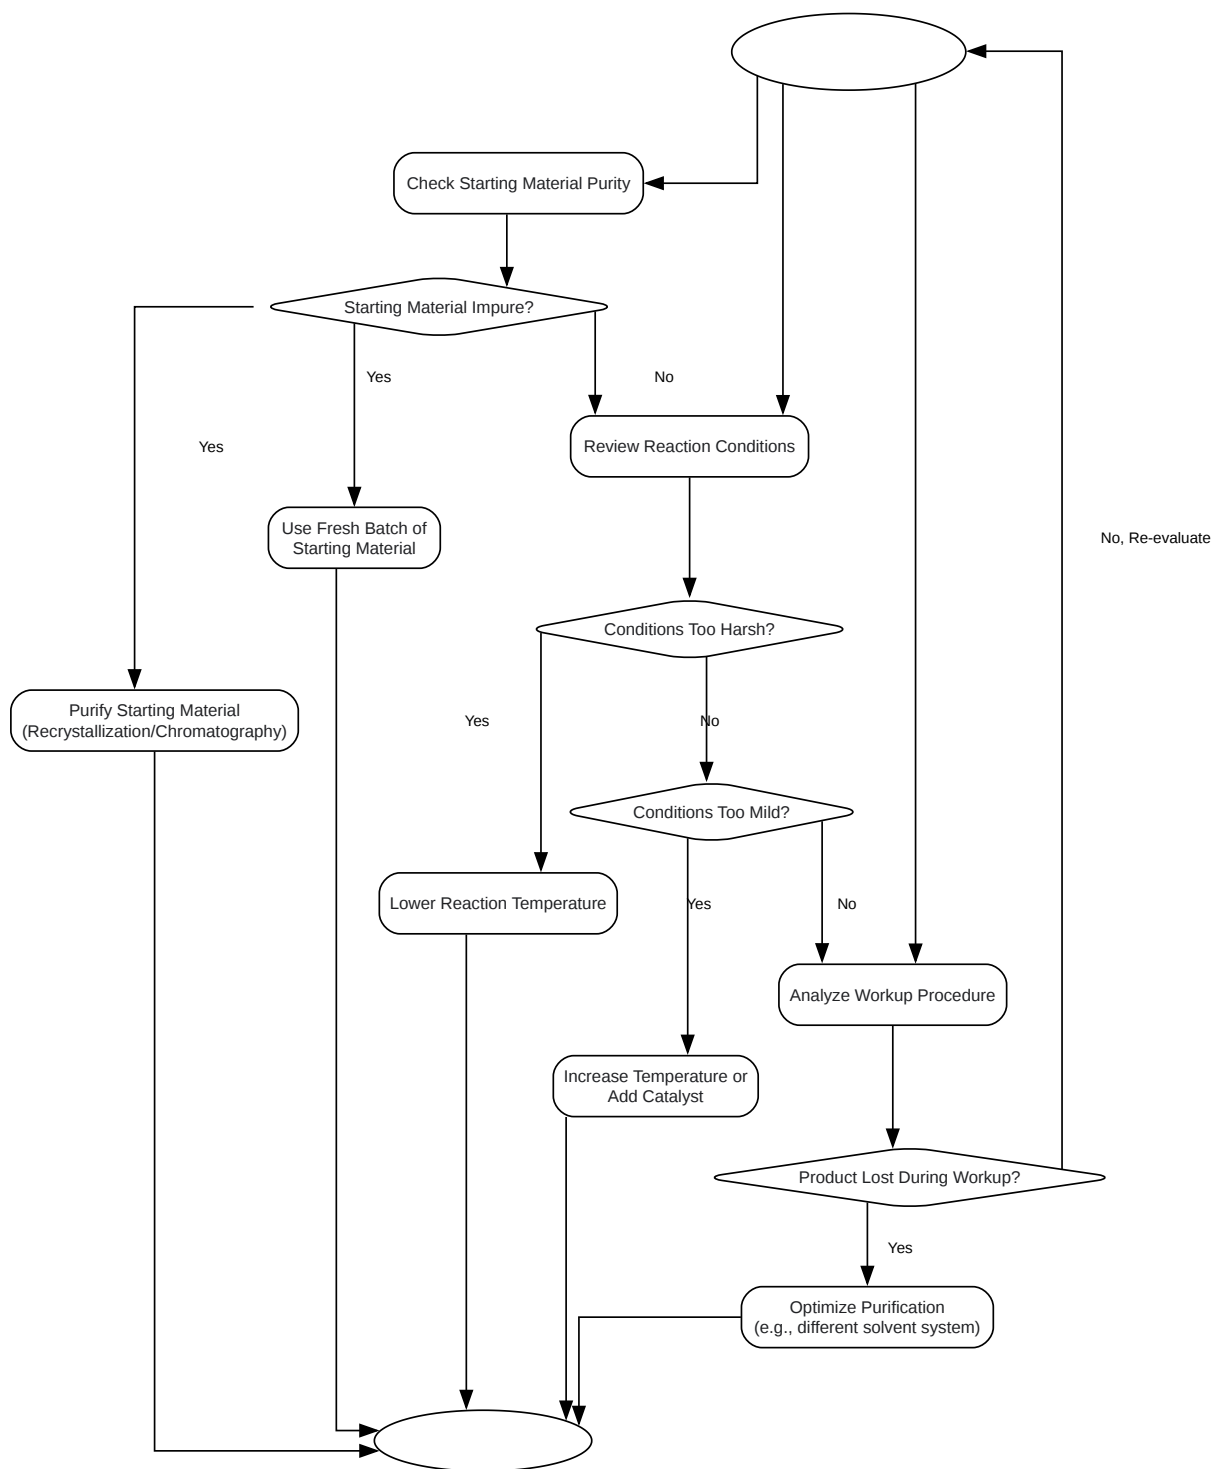 Check Starting Material Purity
Starting Material Impure?
Yes
No
Yes
Review Reaction Conditions
Use Fresh Batch of
Starting Material
No, Re-evaluate
Conditions Too Harsh?
Purify Starting Material
(Recrystallization/Chromatography)
Yes
No
Conditions Too Mild?
Lower Reaction Temperature
Yes
No
Analyze Workup Procedure
Increase Temperature or
Add Catalyst
Product Lost During Workup?
Yes
Optimize Purification
(e.g., different solvent system)